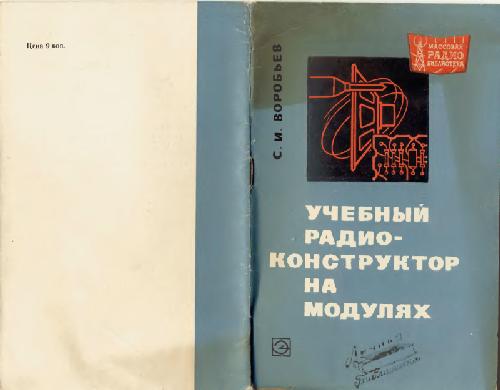 Цена 9 коп.
МАССОВАЯ
РАДИО
БИБЛИОТЕКА
С. И. ВОРОБЬЕВ
УЧЕБНЫЙ
РАДИО-
КОНСТРУКТОР
НА
МОДУЛЯХ